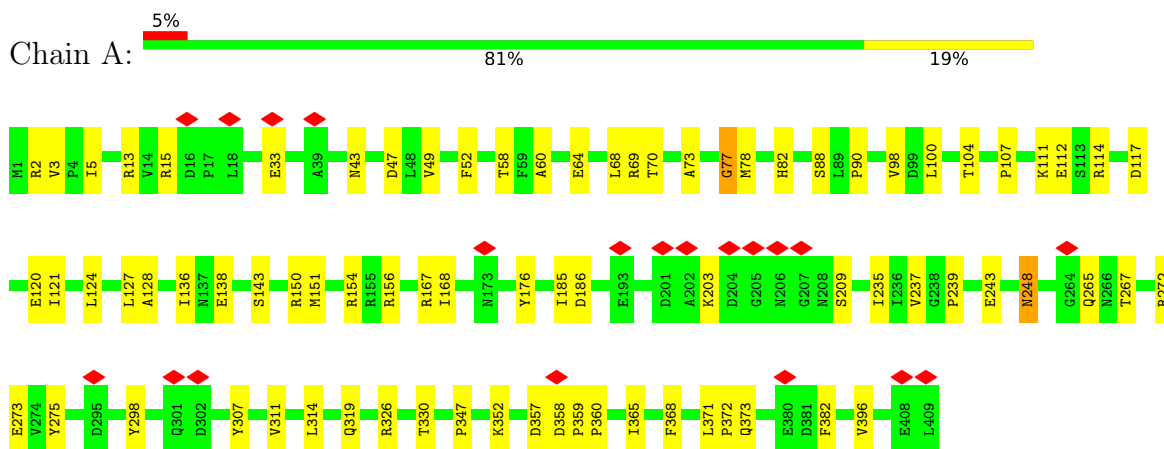 5%
Chain A:
81% 19%
M1 R2 V3 P4 I5 R13 V14 R15 D16 P17 L18 E33 A39 N43 D47 L48 V49 F52 T58 F59 A60 E64 L68 R69 T70 A73 G77 M78 H82 S88 L89 P90 V98 D99 L100 T104 P107 K111 E112 S113 R114 D117
E120 I121 L124 L127 A128 I136 N137 E138 S143 R150 M151 R154 R155 R156 R167 I168 N173 Y176 I185 D186 E193 D201 A202 K203 D204 G205 N206 G207 N208 S209 I235 I236 V237 G238 P239 E243 N248 G264 Q265 N266 T267
E273 V274 Y275 D295 Y298 Q301 D302 Y307 V311 L314 Q319 R326 T330 P347 K352 D357 D358 P359 P360 I365 F368 L371 P372 Q373 E380 D381 F382 V396 E408 L409